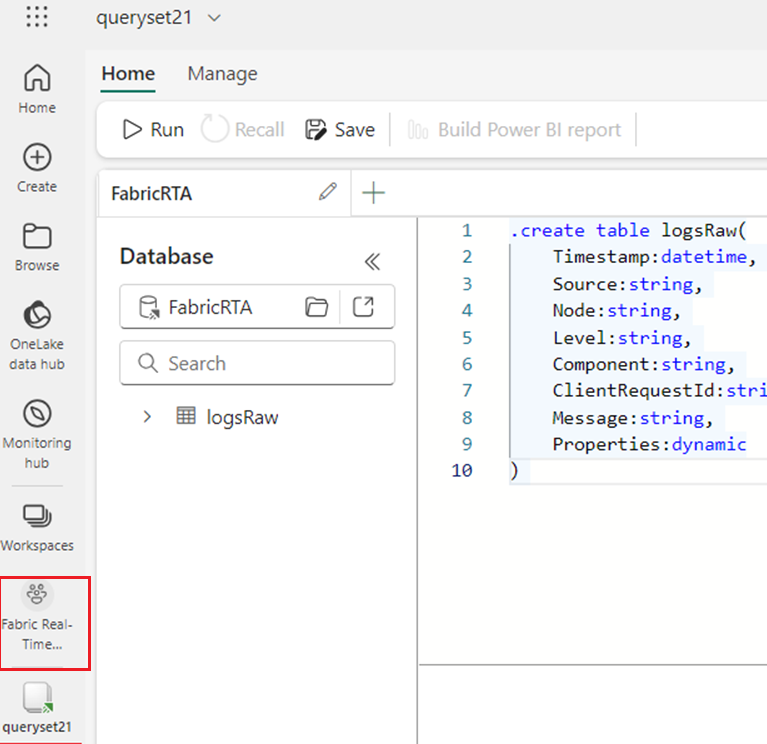 queryset21
Home
Manage
Run
Recall
Save
Build Power BI report
Home
Create
Browse
OneLake
data hub
Monitoring
hub
Workspaces
Fabric Real-
Time...
queryset21
FabricRTA
Database
FabricRTA
Search
logsRaw
1 .create table logsRaw(
2 Timestamp:datetime,
3 Source:string,
4 Node:string,
5 Level:string,
6 Component:string,
7 ClientRequestId:stri
8 Message:string,
9 Properties:dynamic
10 )